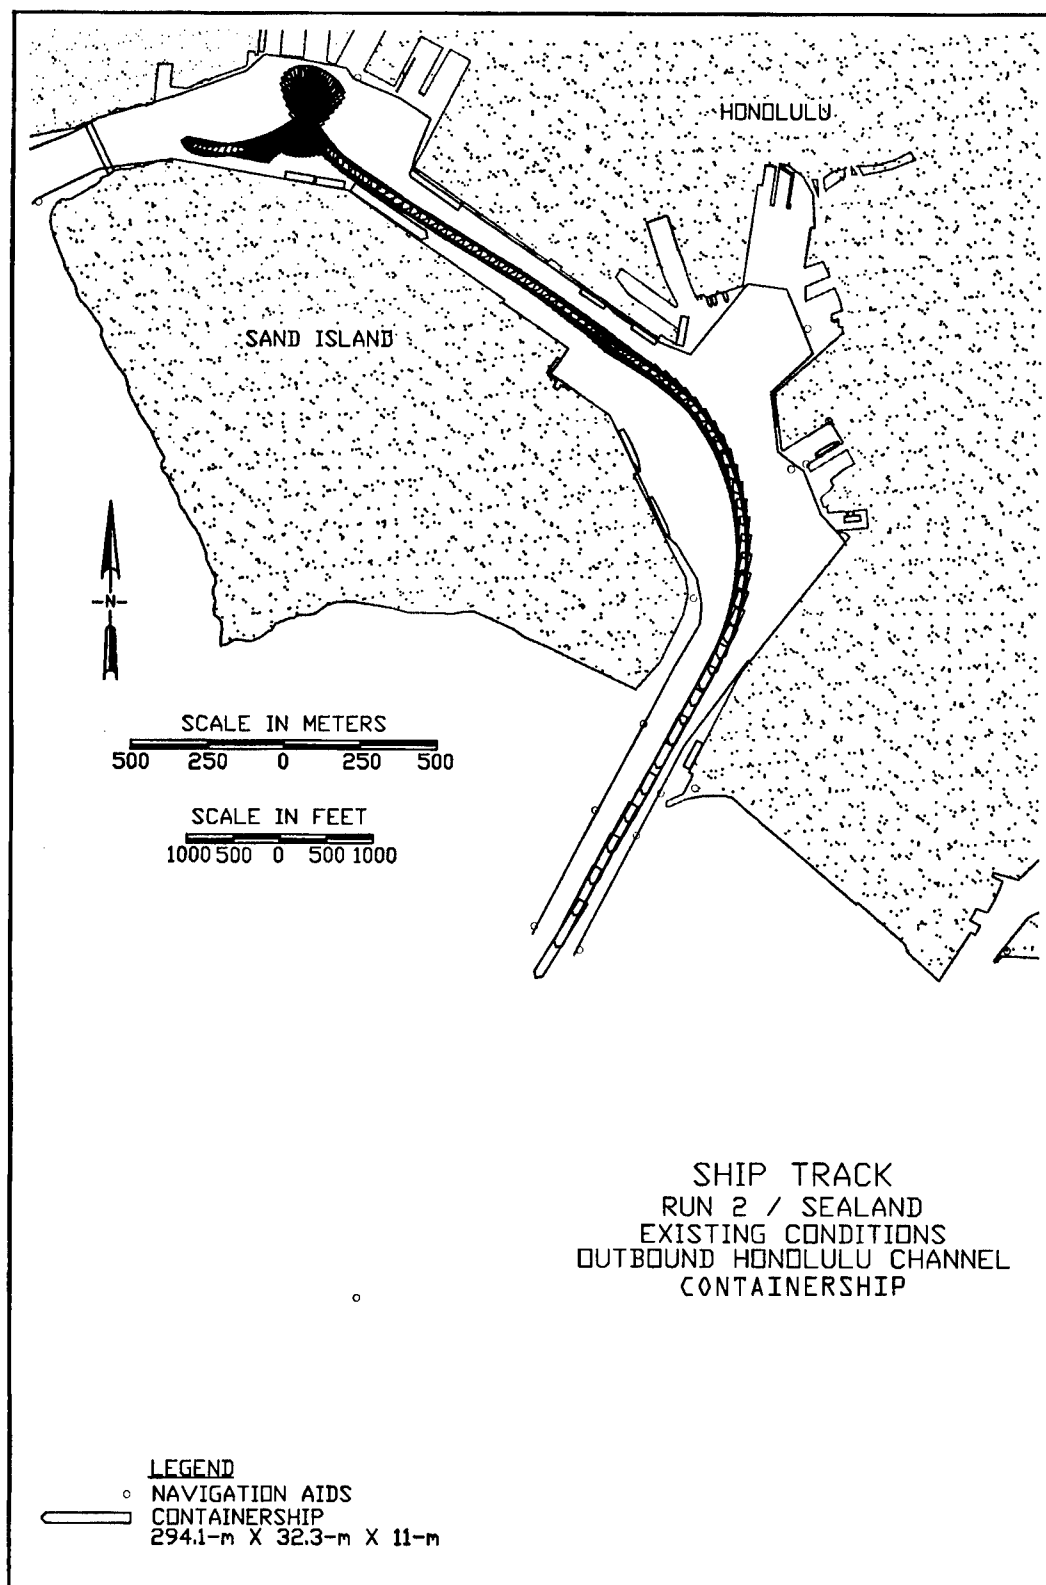 HONOLULU
SAND ISLAND
-N-
SCALE IN METERS
500 250 0 250 500
SCALE IN FEET
1000 500 0 500 1000
SHIP TRACK
RUN 2 / SEALAND
EXISTING CONDITIONS
OUTBOUND HONOLULU CHANNEL
CONTAINERSHIP
LEGEND
NAVIGATION AIDS
CONTAINERSHIP
294.1-m X 32.3-m X 11-m